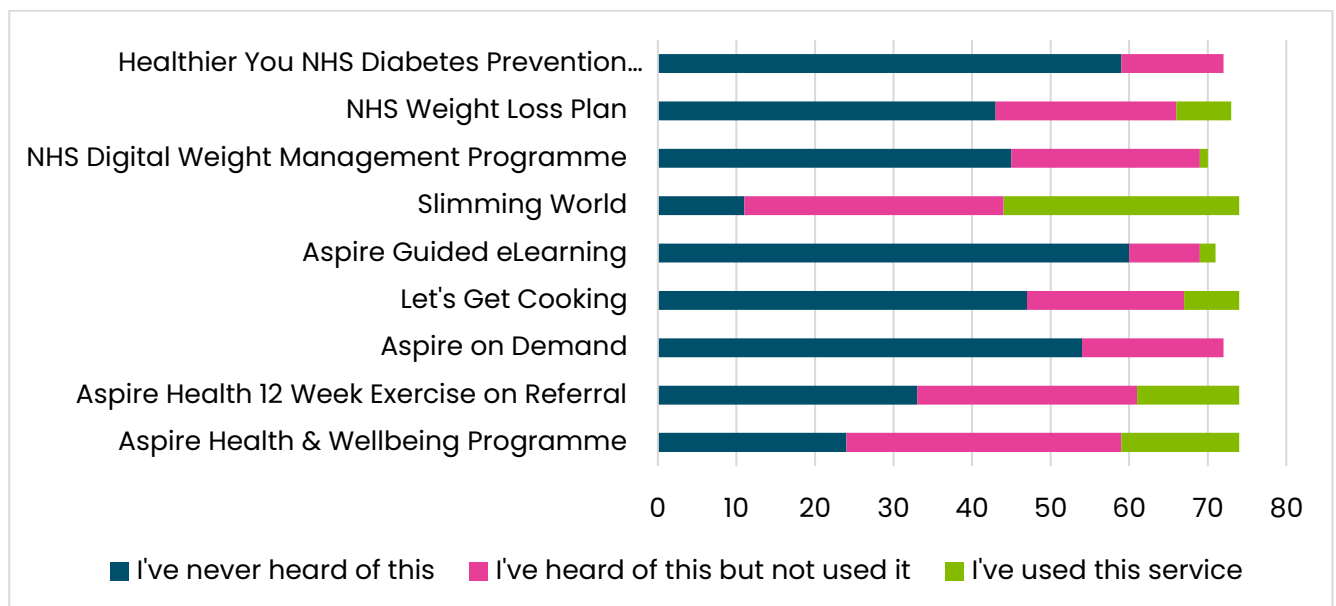 Healthier You NHS Diabetes Prevention...
NHS Weight Loss Plan
NHS Digital Weight Management Programme
Slimming World
Aspire Guided eLearning
Let's Get Cooking
Aspire on Demand
Aspire Health 12 Week Exercise on Referral
Aspire Health & Wellbeing Programme
0 10 20 30 40 50 60 70 80
I've never heard of this I've heard of this but not used it I've used this service